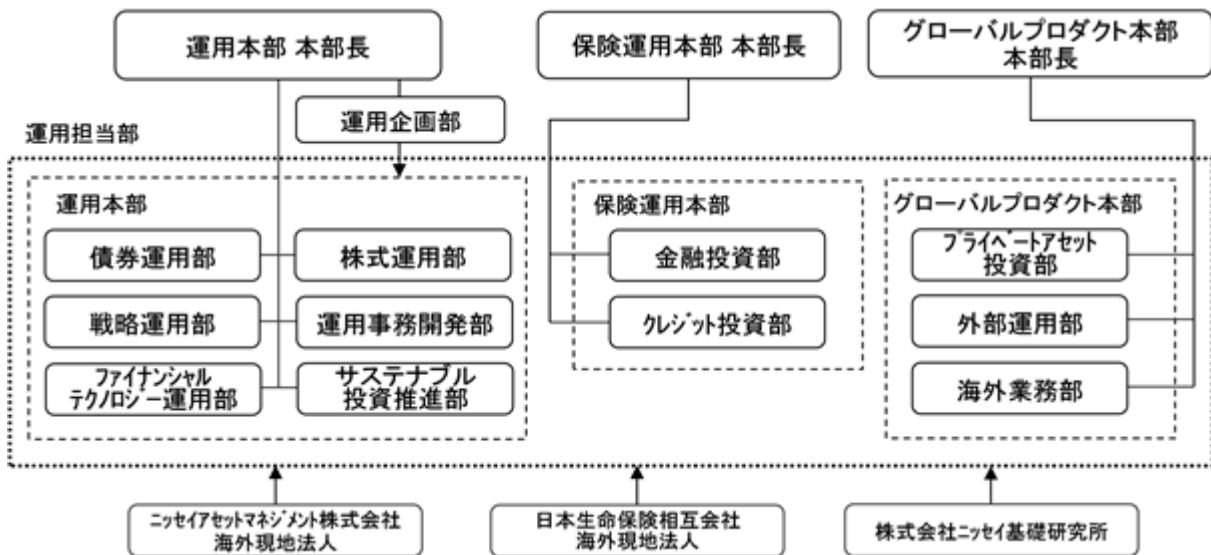 運用本部 本部長
保険運用本部 本部長
グローバルプロダクト本部
本部長
運用企画部
運用担当部
運用本部
債券運用部
株式運用部
戦略運用部
運用事務開発部
ファイナンシャル
テクノロジー運用部
サステナブル
投資推進部
保険運用本部
金融投資部
クレジット投資部
グローバルプロダクト本部
プライベートアセット
投資部
外部運用部
海外業務部
ニッセイアセットマネジメント株式会社
海外現地法人
日本生命保険相互会社
海外現地法人
株式会社ニッセイ基礎研究所